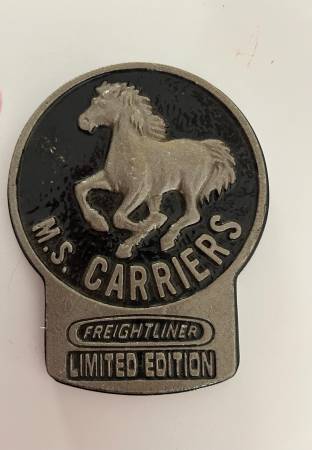 M.S. CARRIERS
FREIGHTLINER
LIMITED EDITION